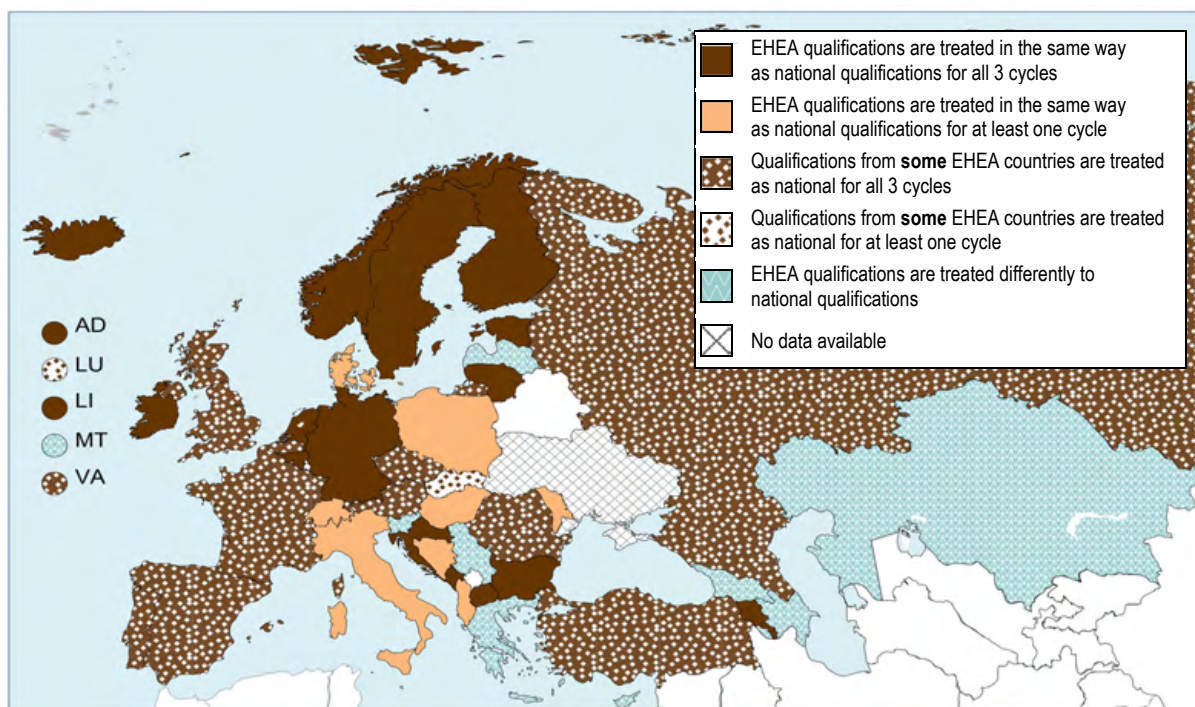 EHEA qualifications are treated in the same way
as national qualifications for all 3 cycles
EHEA qualifications are treated in the same way
as national qualifications for at least one cycle
Qualifications from some EHEA countries are treated
as national for all 3 cycles
Qualifications from some EHEA countries are treated
as national for at least one cycle
EHEA qualifications are treated differently to
national qualifications
No data available
AD
LU
LI
MT
VA